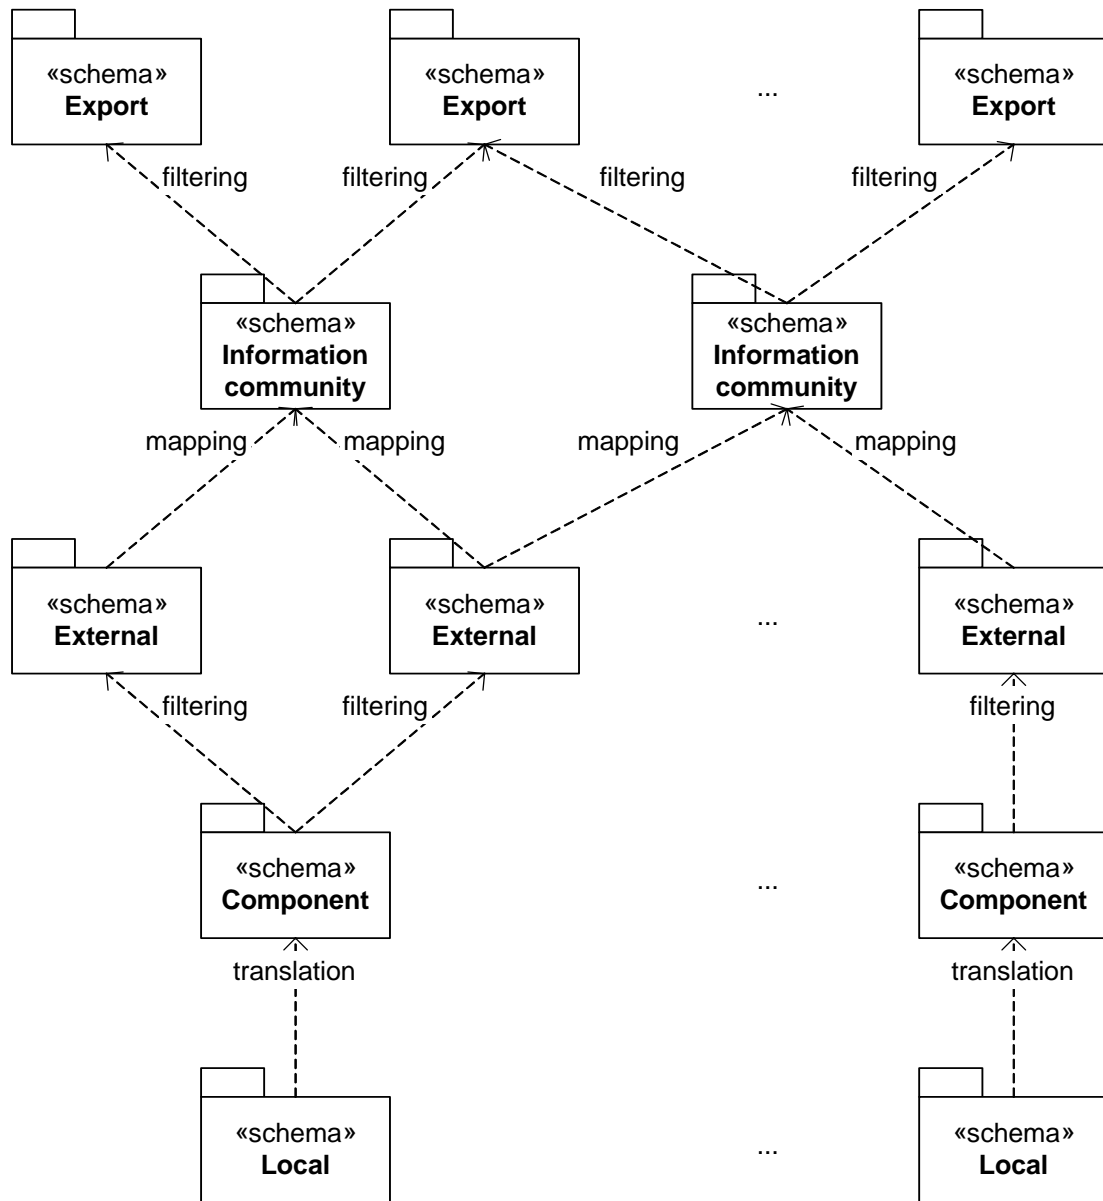 «schema»
Export
«schema»
Export
...
«schema»
Export
filtering
filtering
filtering
filtering
«schema»
Information
community
«schema»
Information
community
mapping
mapping
mapping
mapping
«schema»
External
«schema»
External
...
«schema»
External
filtering
filtering
filtering
«schema»
Component
...
«schema»
Component
translation
translation
«schema»
Local
...
«schema»
Local